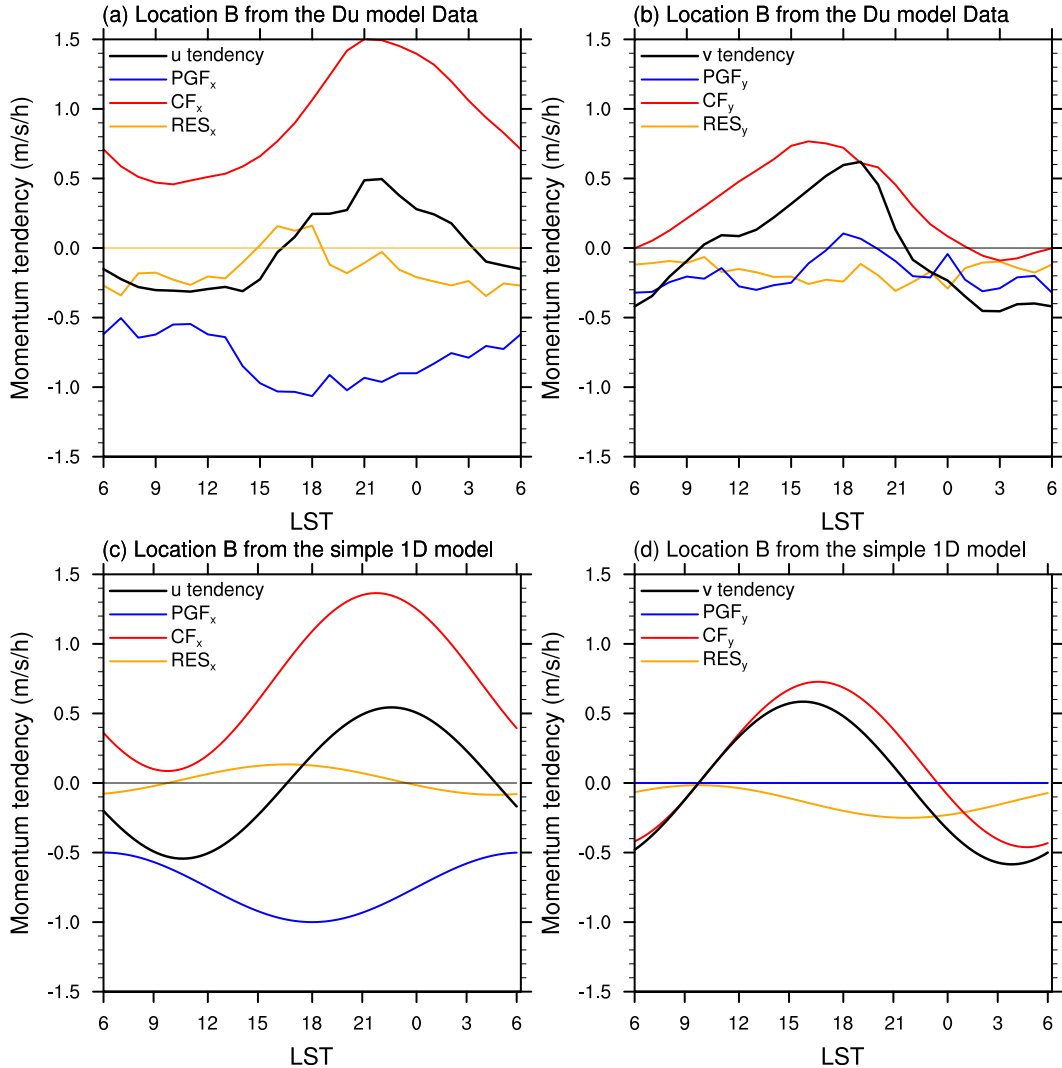 (a) Location B from the Du model Data
Momentum tendency (m/s/h)
1.5
1.0
0.5
0.0
-0.5
-1.0
-1.5
u tendency
PGFx
CFx
RESx
6 9 12 15 18 21 0 3 6
LST
(b) Location B from the Du model Data
Momentum tendency (m/s/h)
1.5
1.0
0.5
0.0
-0.5
-1.0
-1.5
v tendency
PGFy
CFy
RESy
6 9 12 15 18 21 0 3 6
LST
(c) Location B from the simple 1D model
Momentum tendency (m/s/h)
1.5
1.0
0.5
0.0
-0.5
-1.0
-1.5
u tendency
PGFx
CFx
RESx
6 9 12 15 18 21 0 3 6
LST
(d) Location B from the simple 1D model
Momentum tendency (m/s/h)
1.5
1.0
0.5
0.0
-0.5
-1.0
-1.5
v tendency
PGFy
CFy
RESy
6 9 12 15 18 21 0 3 6
LST